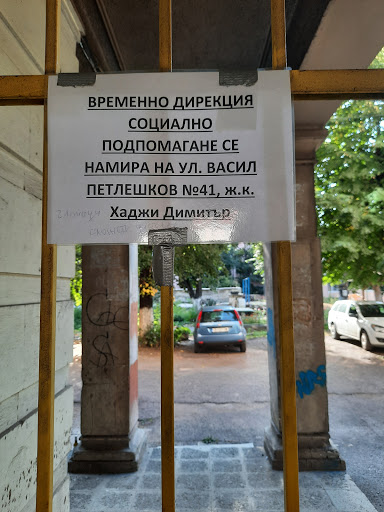 ВРЕМЕННО ДИРЕКЦИЯ
СОЦИАЛНО
ПОДПОМАГАНЕ СЕ
НАМИРА НА УЛ. ВАСИЛ
ПЕТЛЕШКОВ №41, ж.к.
Хаджи Димитър